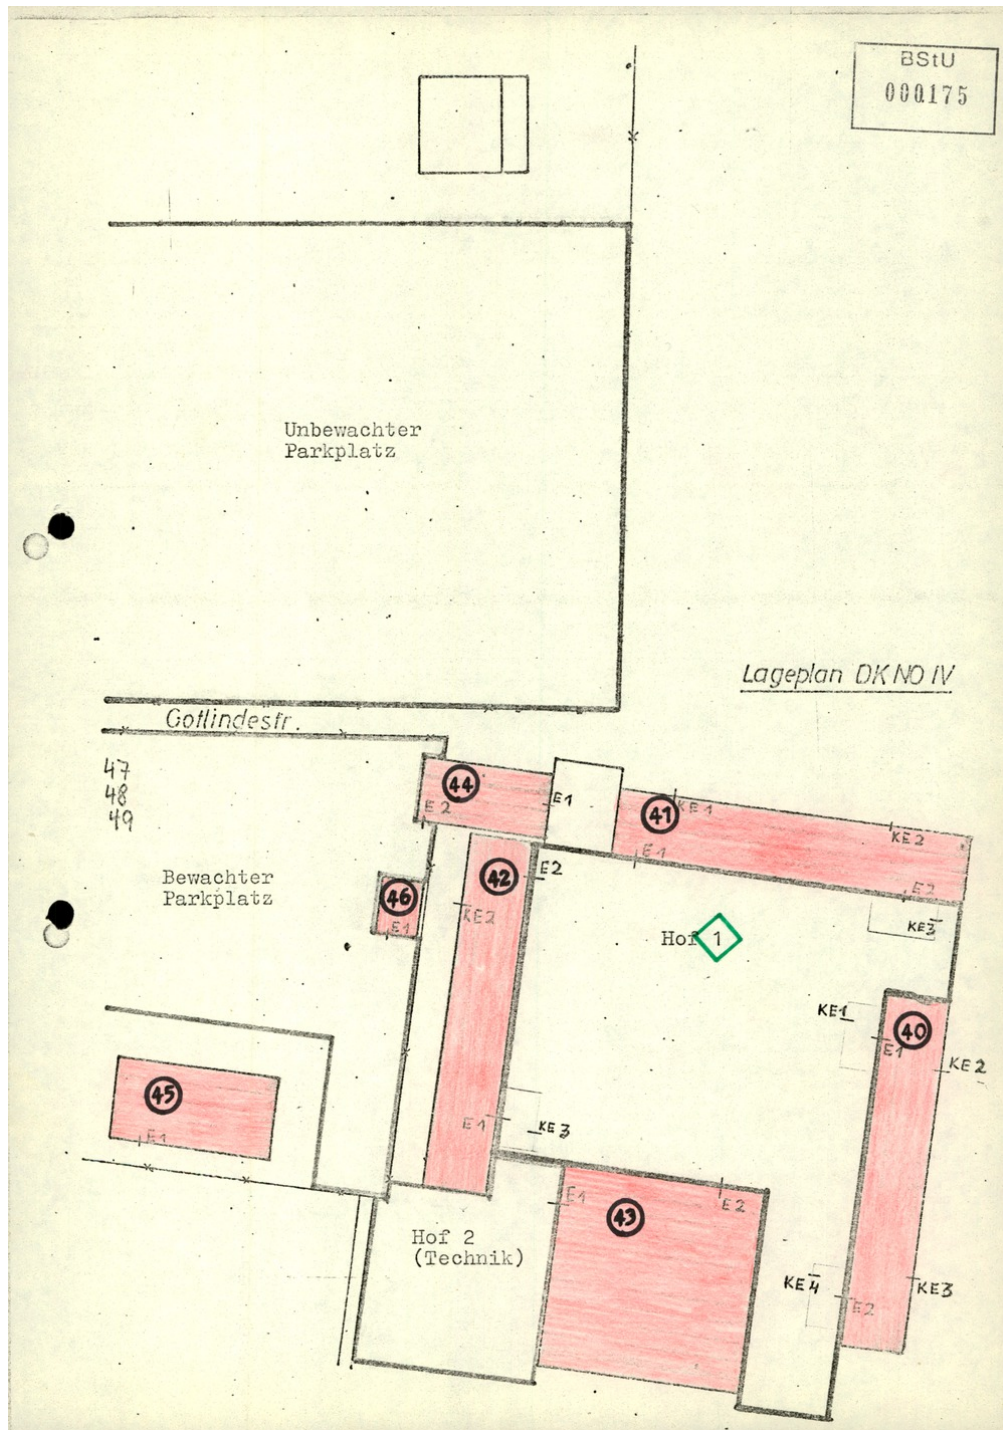 BStU
000175
Unbewachter
Parkplatz
Lageplan DK NO IV
Gotlindestr.
47
48
49
44
E2
E1
41
KE1
KE2
E1
E2
KE3
42
E2
KE2
E1
KE3
46
E1
Bewachter
Parkplatz
Hof 1
KE1
40
E1
KE2
45
E1
E1
43
E2
Hof 2
(Technik)
KE4
E2
KE3